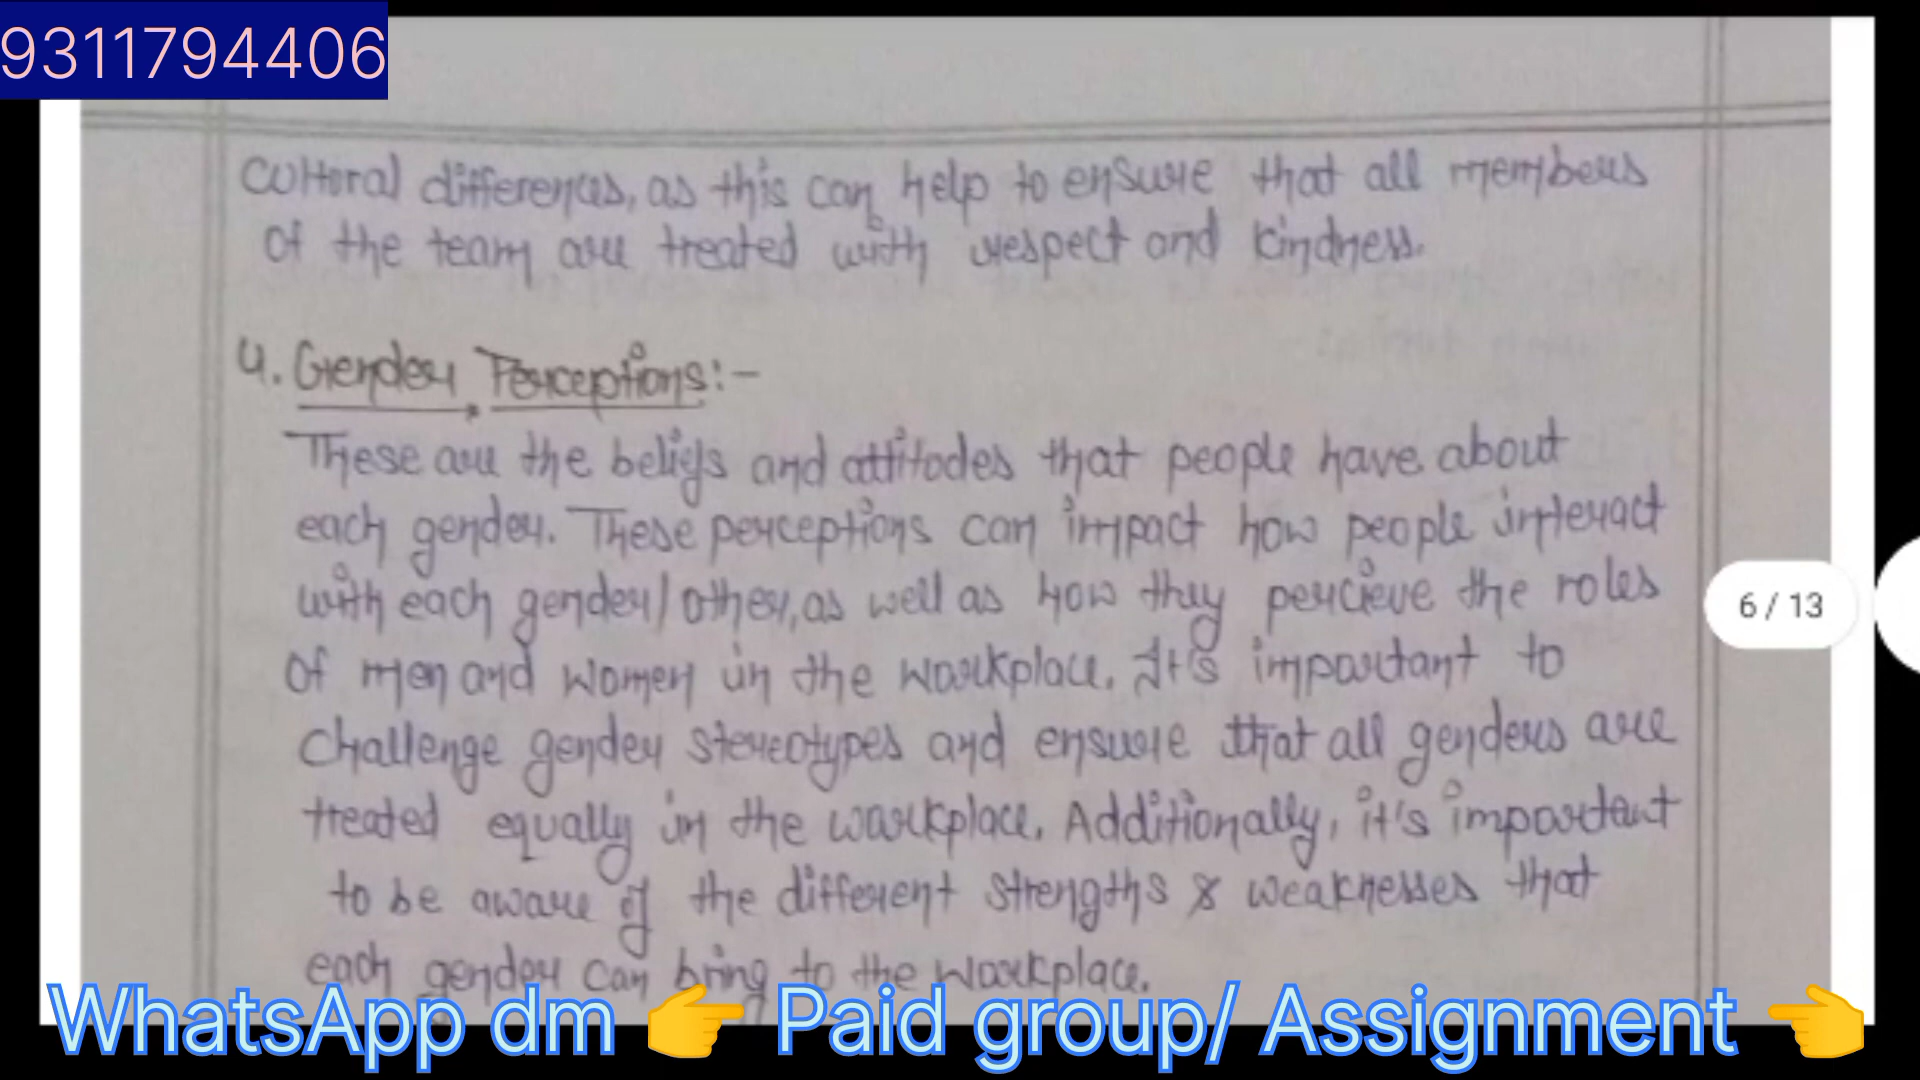 9311794406
Cultural differences, as this can help to ensure that all members
of the team are treated with respect and kindness.
4. Gender Perceptions:-
These are the beliefs and attitudes that people have about
each gender. These perceptions can impact how people interact
with each gender/other, as well as how they percieve the roles
of men and women in the workplace. It's important to
challenge gender stereotypes and ensure that all genders are
treated equally in the workplace. Additionally, it's important
to be aware of the different strengths & weaknesses that
each gender can bring to the workplace.
6 / 13
WhatsApp dm 👉 Paid group/ Assignment 👈